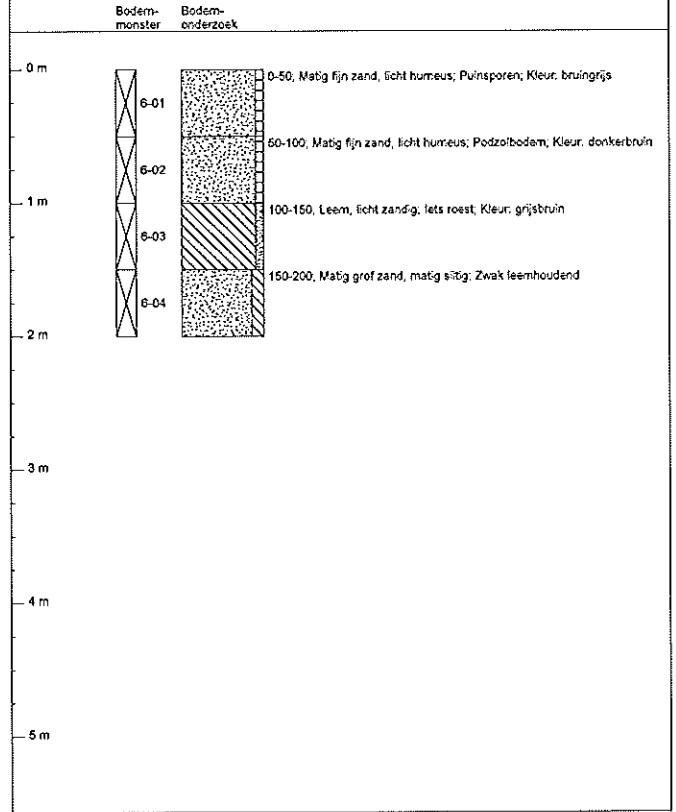 Bodem- Bodem-
monster onderzoek
0 m
0-50, Matig fijn zand, licht humeus; Puinsporen; Kleur: bruingrijs
6-01
50-100, Matig fijn zand, licht humeus; Podzolbodem; Kleur: donkerbruin
6-02
1 m
100-150, Leem, licht zandig; Iets roest; Kleur: grijsbruin
6-03
150-200, Matig grof zand, matig siltig; Zwak leemhoudend
6-04
2 m
3 m
4 m
5 m